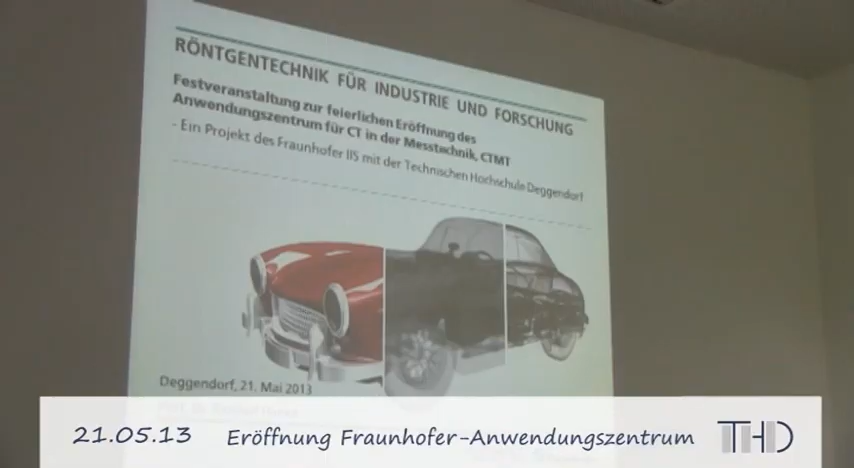 RÖNTGENTECHNIK FÜR INDUSTRIE UND FORSCHUNG
Festveranstaltung zur feierlichen Eröffnung des
Anwendungszentrum für CT in der Messtechnik, CTMT
- Ein Projekt des Fraunhofer IIS mit der Technischen Hochschule Deggendorf
Deggendorf, 21. Mai 2013
21.05.13 Eröffnung Fraunhofer-Anwendungszentrum THD